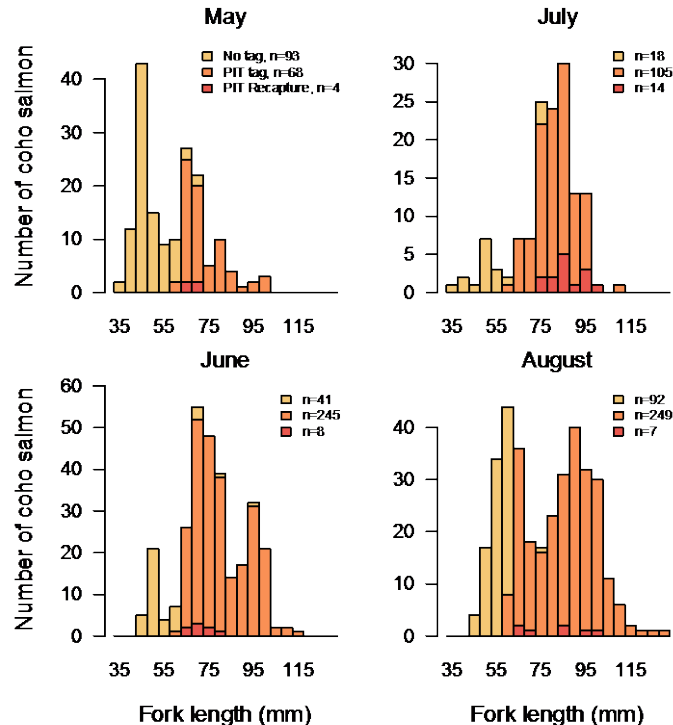 May
No tag, n=93
PIT tag, n=68
PIT Recapture, n=4
Number of coho salmon
0
10
20
30
40
35 55 75 95 115
July
n=18
n=105
n=14
0
5
10
15
20
25
30
35 55 75 95 115
June
n=41
n=245
n=8
Number of coho salmon
0
10
20
30
40
50
60
35 55 75 95 115
Fork length (mm)
August
n=92
n=249
n=7
0
10
20
30
40
35 55 75 95 115
Fork length (mm)